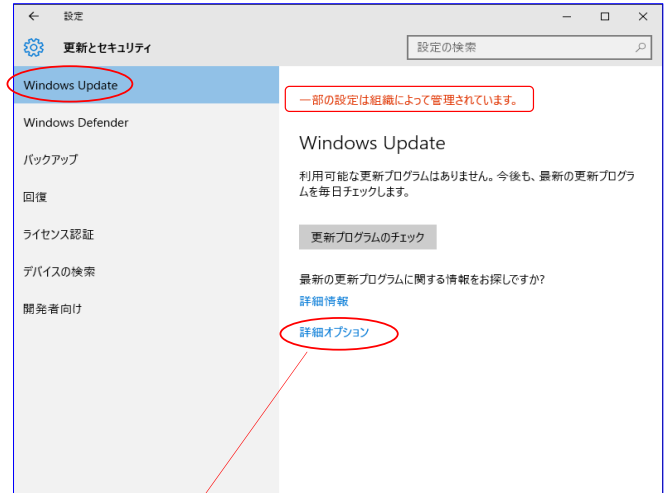 設定
更新とセキュリティ
設定の検索
Windows Update
Windows Defender
バックアップ
回復
ライセンス認証
デバイスの検索
開発者向け
一部の設定は組織によって管理されています。
Windows Update
利用可能な更新プログラムはありません。今後も、最新の更新プログラ
ムを毎日チェックします。
更新プログラムのチェック
最新の更新プログラムに関する情報をお探しですか?
詳細情報
詳細オプション